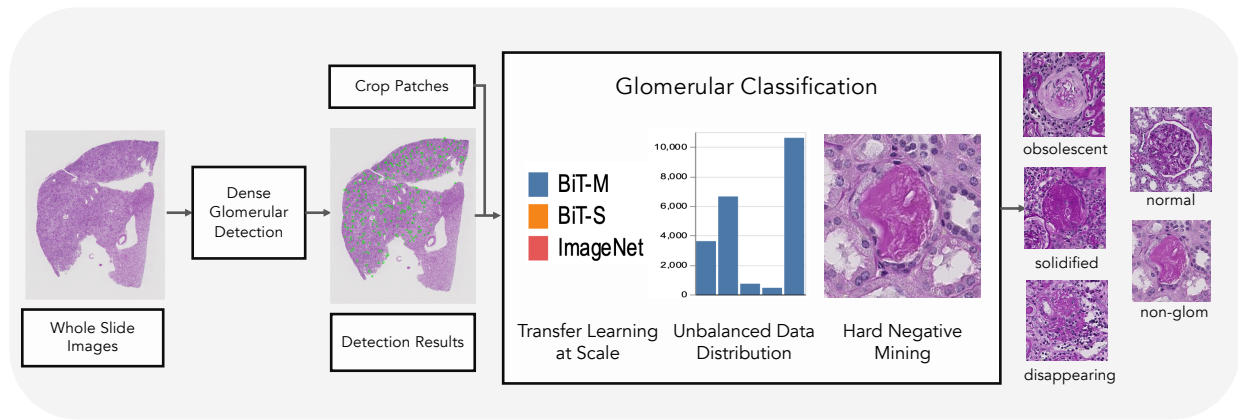 Whole Slide
Images
Dense
Glomerular
Detection
Crop Patches
Detection Results
Glomerular Classification
BiT-M
BiT-S
ImageNet
10,000
8,000
6,000
4,000
2,000
0
Transfer Learning
at Scale
Unbalanced Data
Distribution
Hard Negative
Mining
obsolescent
normal
solidified
non-glom
disappearing